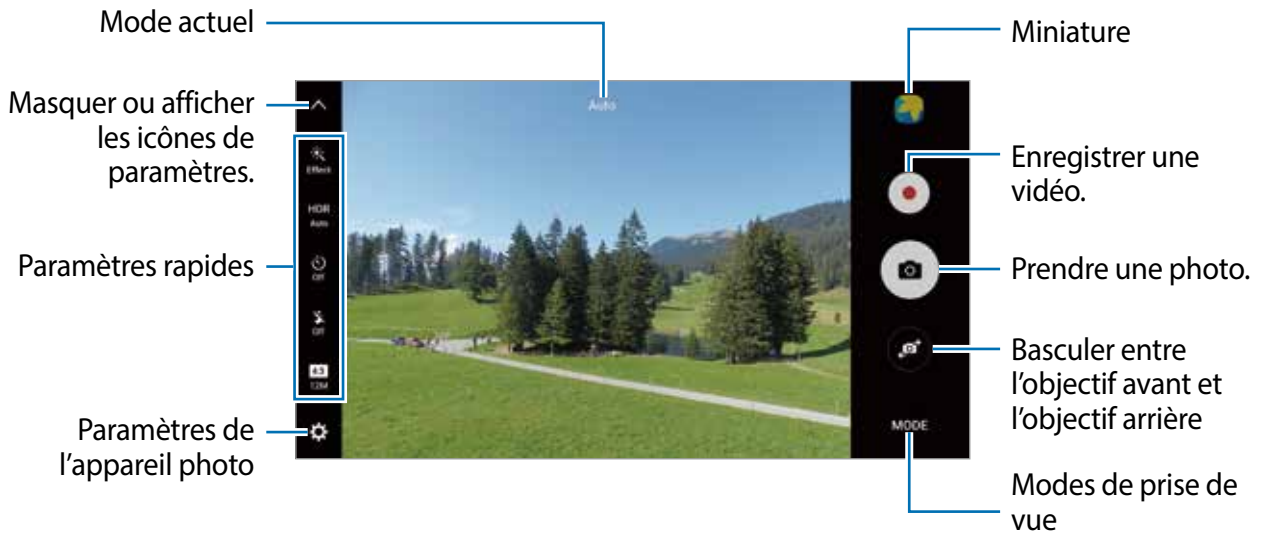 Mode actuel
Masquer ou afficher
les icônes de
paramètres.
Paramètres rapides
Paramètres de
l'appareil photo
Auto
Effect
HDR
Auto
Off
Off
4:3
12M
MODE
Miniature
Enregistrer une
vidéo.
Prendre une photo.
Basculer entre
l'objectif avant et
l'objectif arrière
Modes de prise de
vue